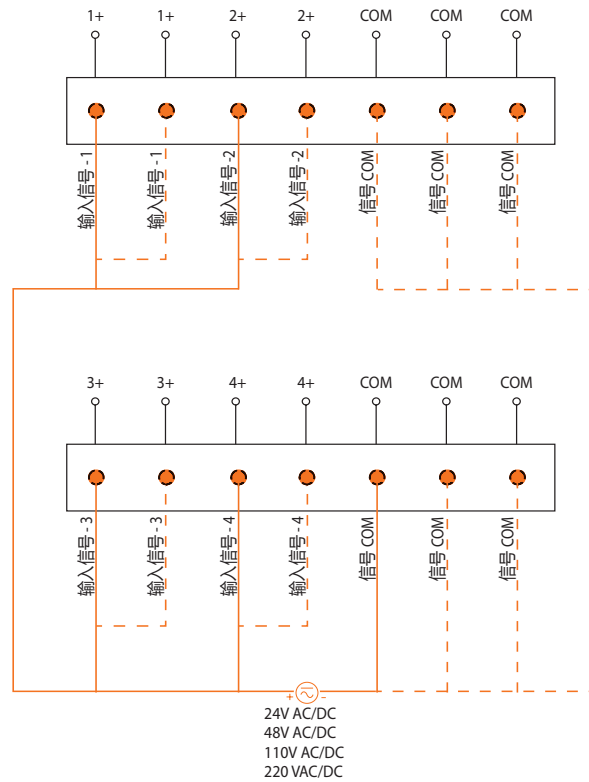 1+ 1+ 2+ 2+ COM COM COM
输入信号 - 1
输入信号 - 1
输入信号 -2
输入信号 -2
信号 COM
信号 COM
信号 COM
3+ 3+ 4+ 4+ COM COM COM
输入信号 - 3
输入信号 - 3
输入信号 - 4
输入信号 - 4
信号 COM
信号 COM
信号 COM
+ -
24V AC/DC
48V AC/DC
110V AC/DC
220 VAC/DC